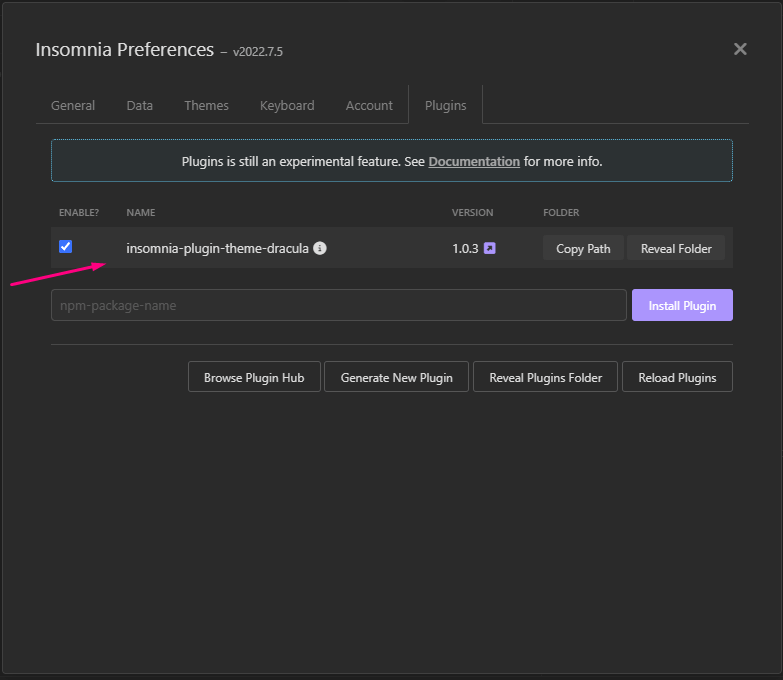 Insomnia Preferences – v2022.7.5
General Data Themes Keyboard Account Plugins
Plugins is still an experimental feature. See Documentation for more info.
ENABLE? NAME VERSION FOLDER
insomnia-plugin-theme-dracula 1.0.3 Copy Path Reveal Folder
npm-package-name Install Plugin
Browse Plugin Hub Generate New Plugin Reveal Plugins Folder Reload Plugins